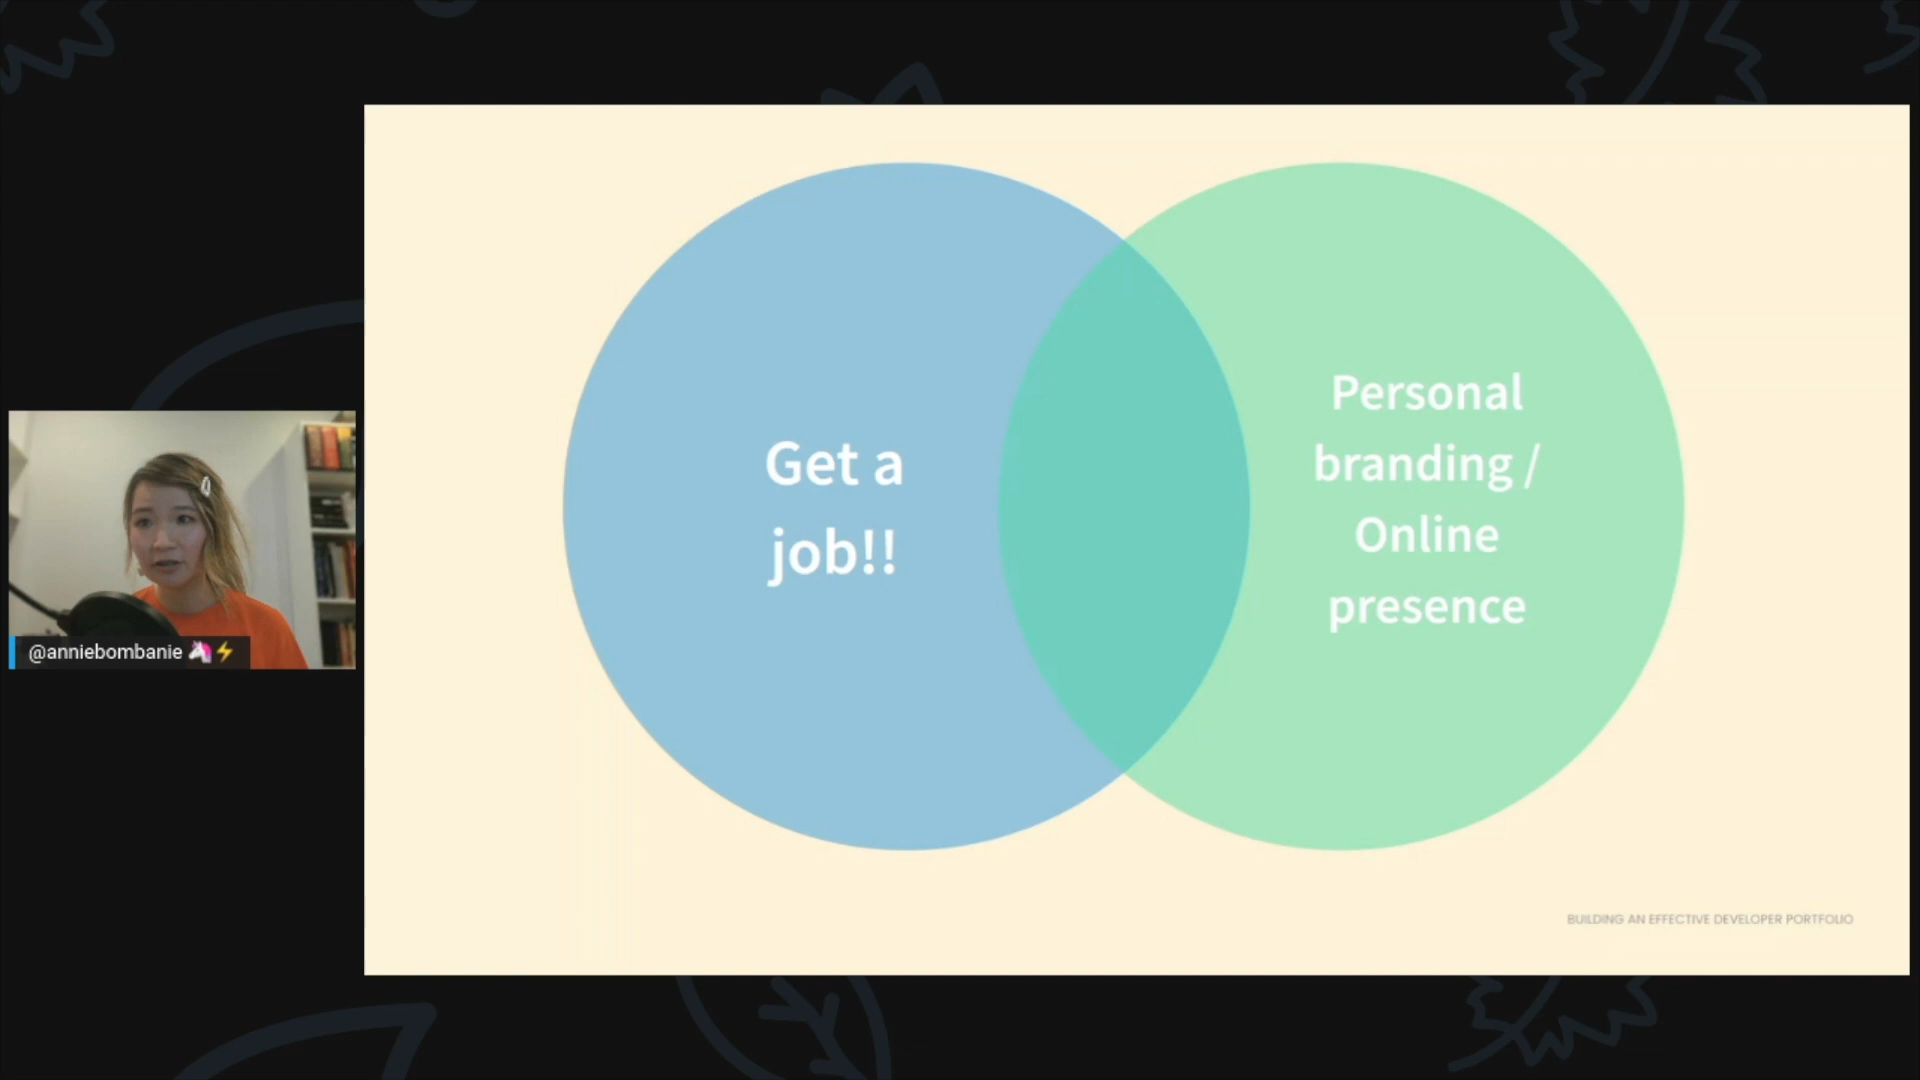 Get a
job!!
Personal
branding /
Online
presence
@anniebombanie 🦄⚡
BUILDING AN EFFECTIVE DEVELOPER PORTFOLIO